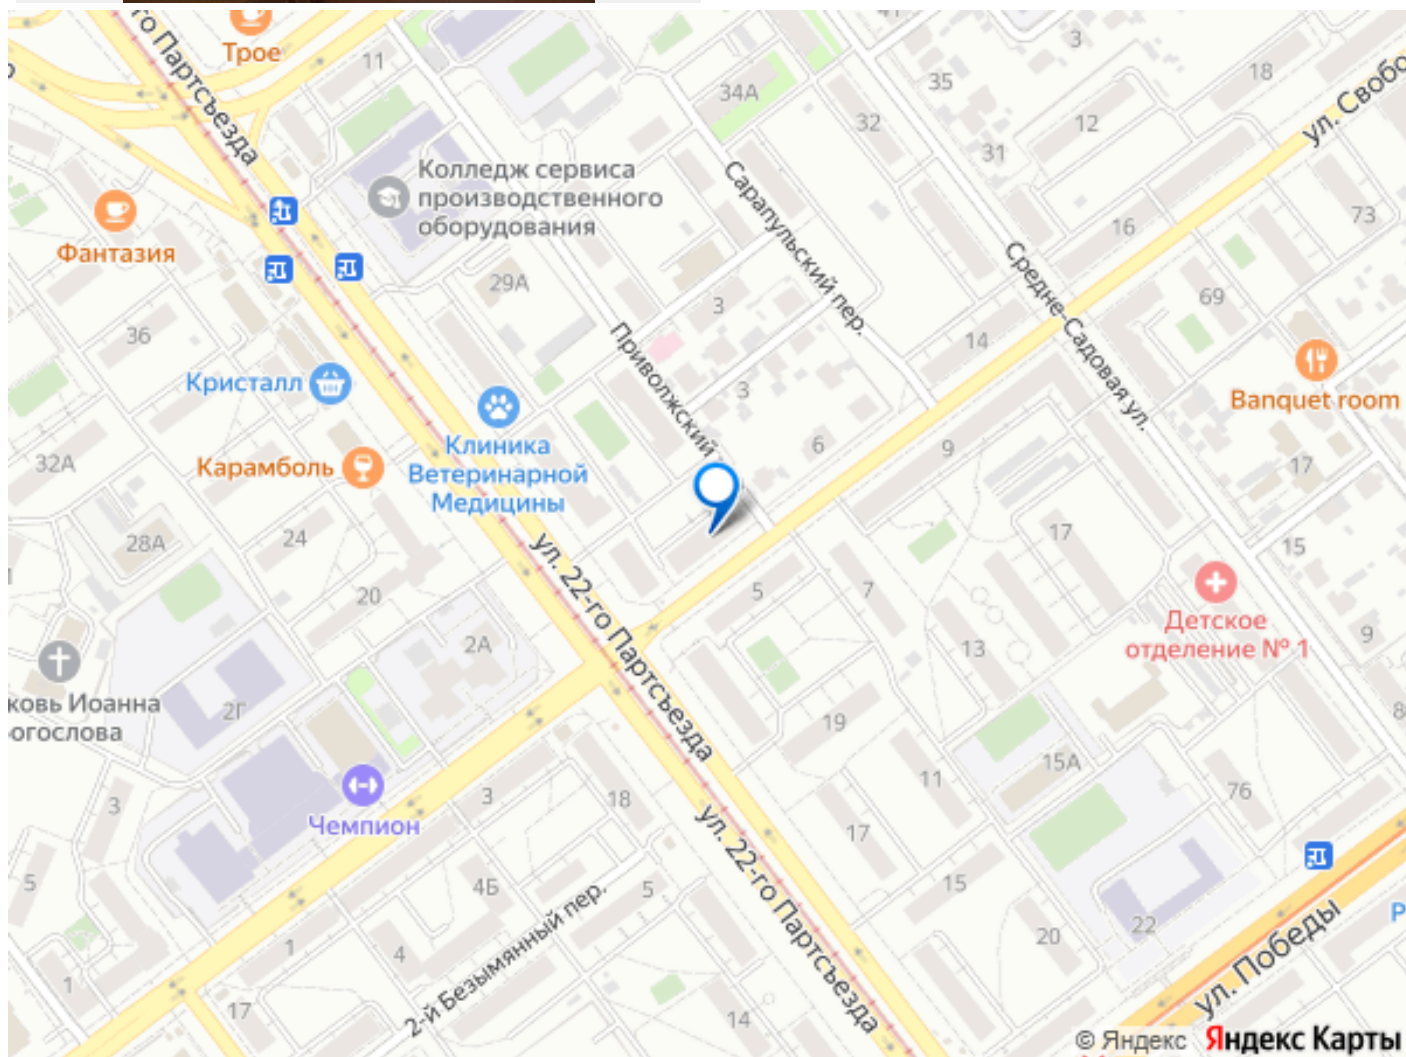 Трое
11
го Партсъезда
41
3
18
ул. Свобо
35
34А
32
12
31
Колледж сервиса
производственного
оборудования
Сарапульский пер.
16
73
Фантазия
29А
3
Средне-Садовая ул.
69
36
14
Приволжский
Кристалл
3
Banquet room
Клиника
Ветеринарной
Медицины
Карамболь
32А
6
9
17
28А
24
ул. 22-го Партсъезда
17
15
20
5
7
Детское
отделение № 1
2А
13
9
ковь Иоанна
огослова
2Г
19
8
15А
11
76
3
Чемпион
3
18
17
ул. 22-го Партсъезда
5
4Б
5
15
22
20
2-й Безымянный пер.
1
4
1
17
14
ул. Победы
Р
© Яндекс Яндекс Карты